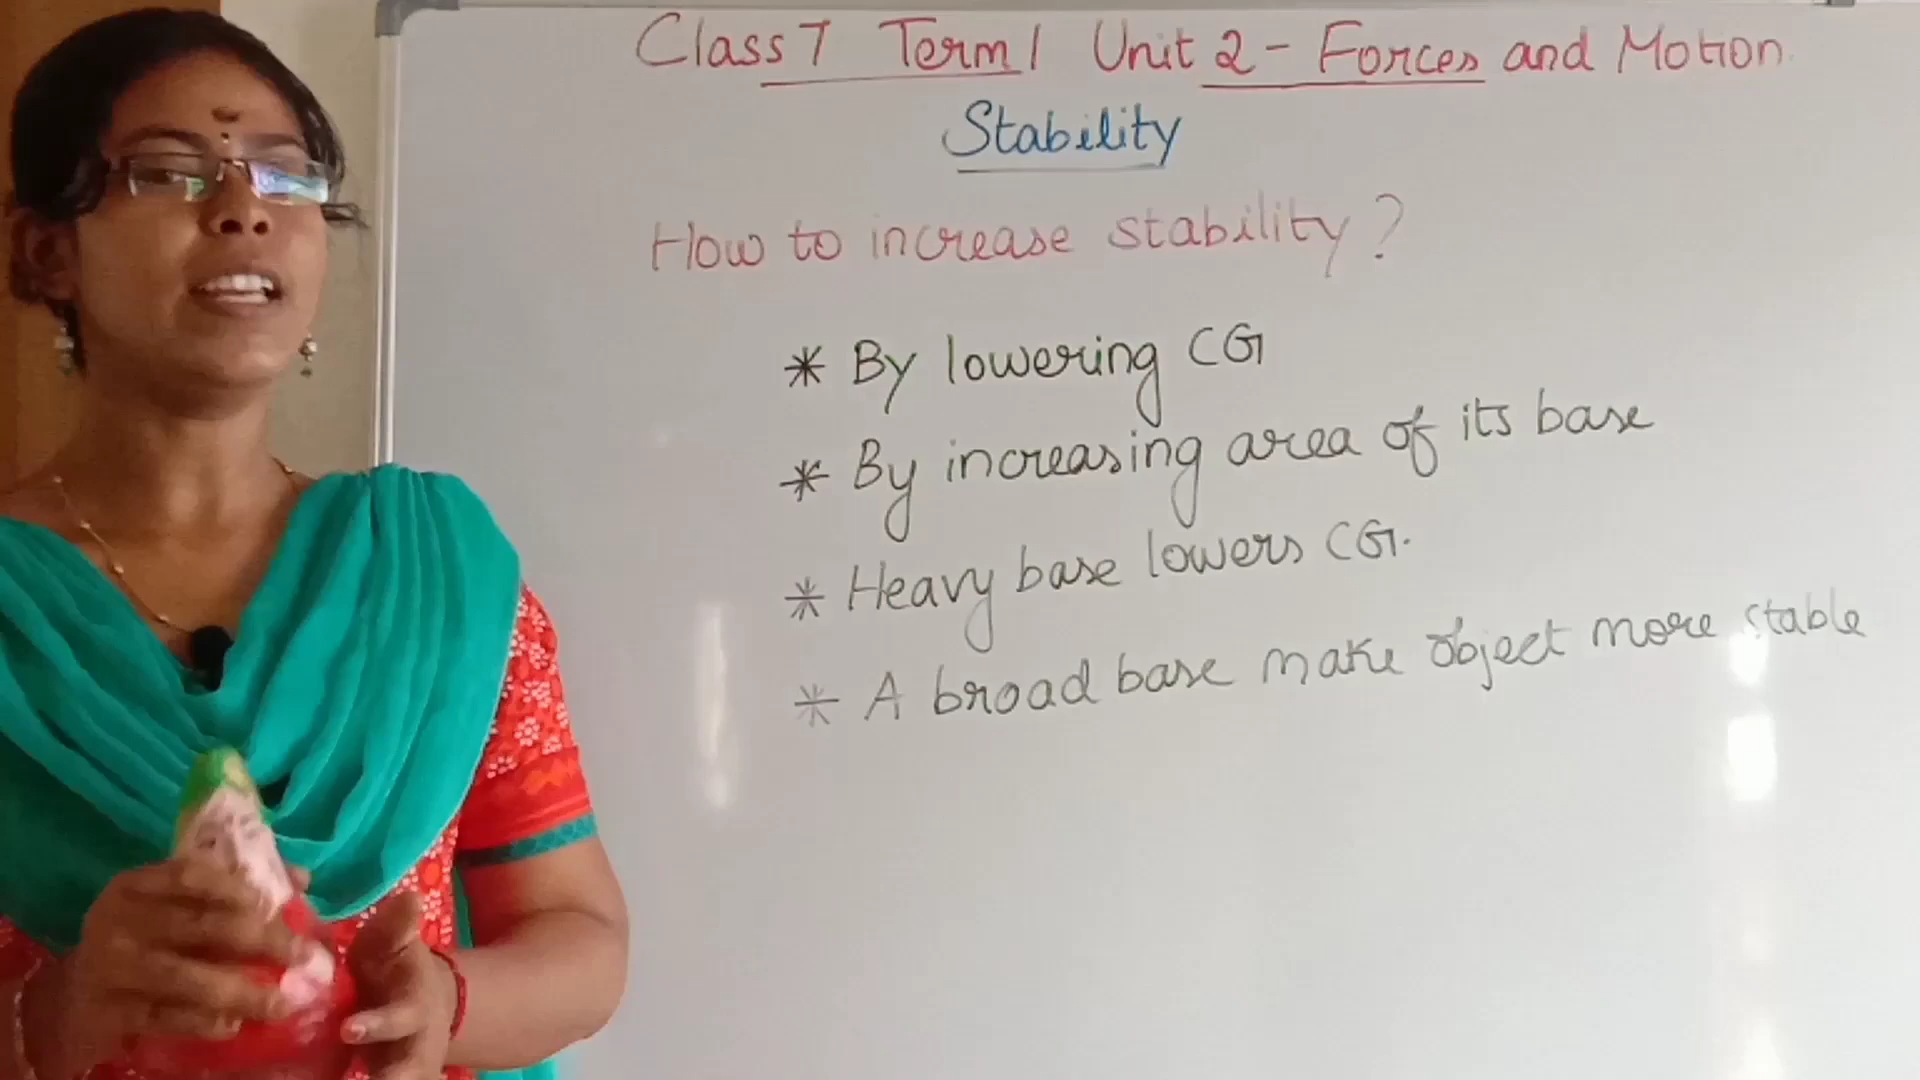 Class 7 Term 1 Unit 2 - Forces and Motion
Stability
How to increase stability?
* By lowering CG
* By increasing area of its base
* Heavy base lowers CG.
* A broad base make object more stable